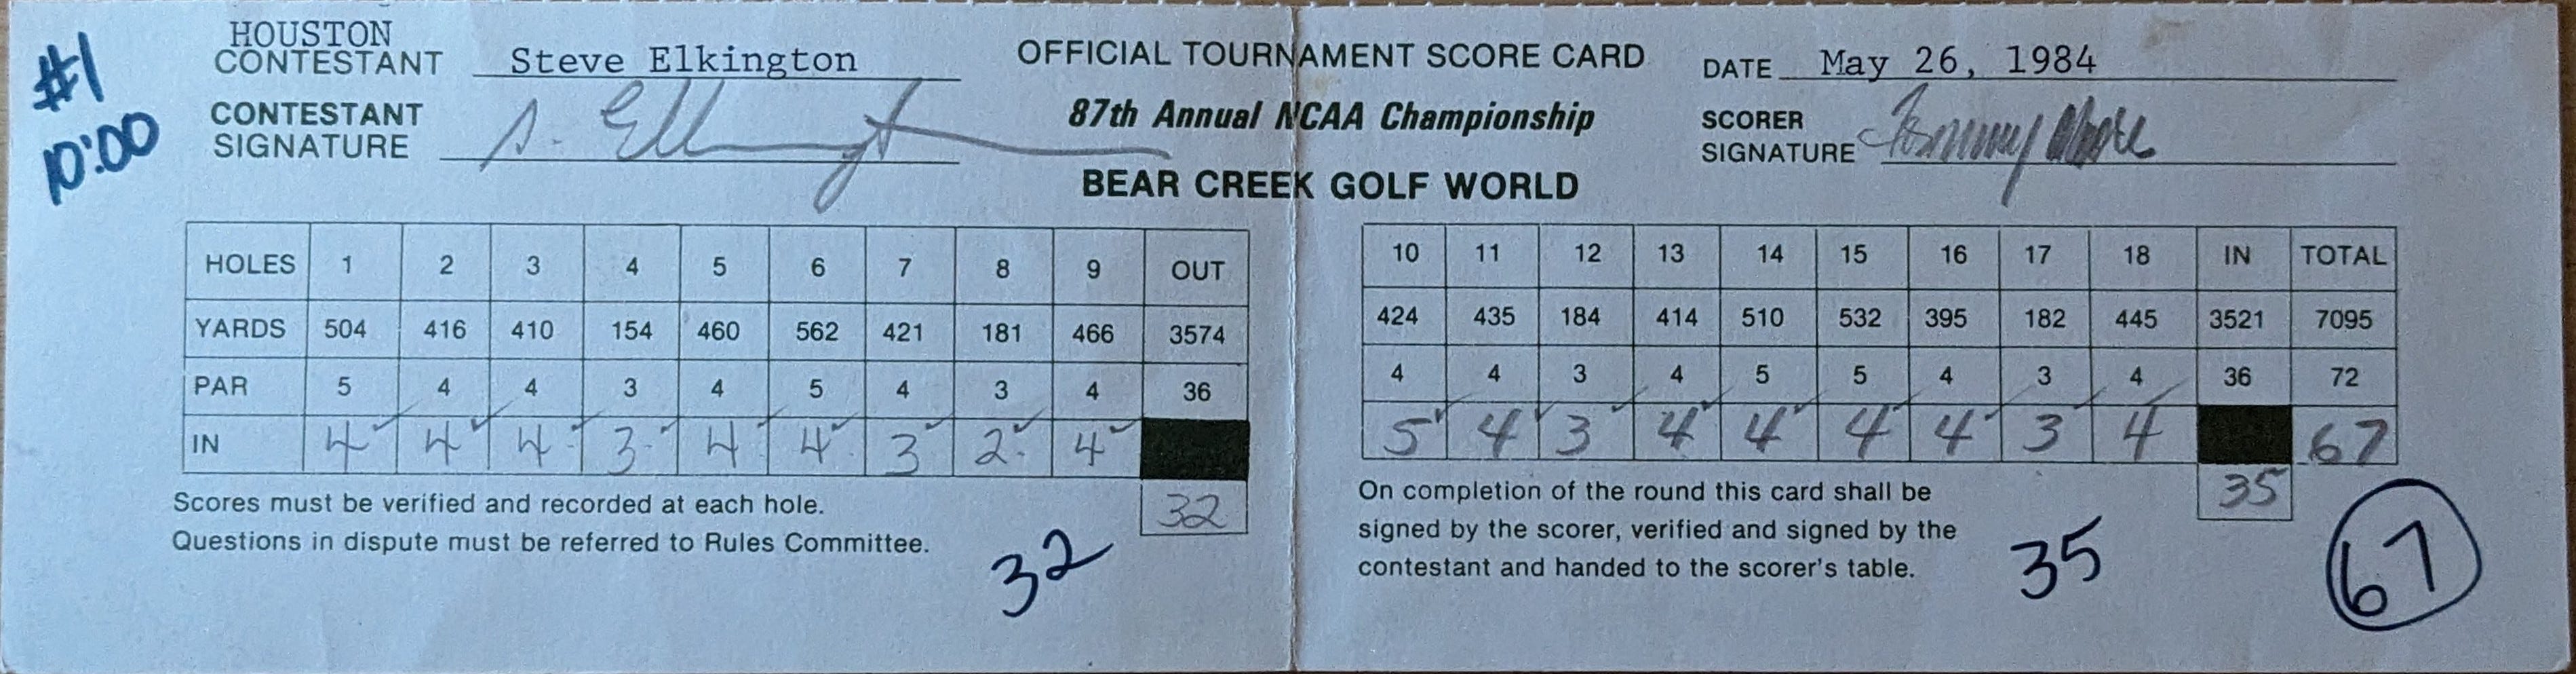 #1
10:00
HOUSTON
CONTESTANT Steve Elkington
CONTESTANT
SIGNATURE S. Elkington
OFFICIAL TOURNAMENT SCORE CARD
87th Annual NCAA Championship
BEAR CREEK GOLF WORLD
DATE May 26, 1984
SCORER
SIGNATURE Tommy Moore
HOLES 1 2 3 4 5 6 7 8 9 OUT
YARDS 504 416 410 154 460 562 421 181 466 3574
PAR 5 4 4 3 4 5 4 3 4 36
IN 4 4 4 3 4 4 3 2 4
32
Scores must be verified and recorded at each hole.
Questions in dispute must be referred to Rules Committee.
32
10 11 12 13 14 15 16 17 18 IN TOTAL
424 435 184 414 510 532 395 182 445 3521 7095
4 4 3 4 5 5 4 3 4 36 72
5 4 3 4 4 4 4 3 4 67
35
On completion of the round this card shall be
signed by the scorer, verified and signed by the
contestant and handed to the scorer's table.
35
67